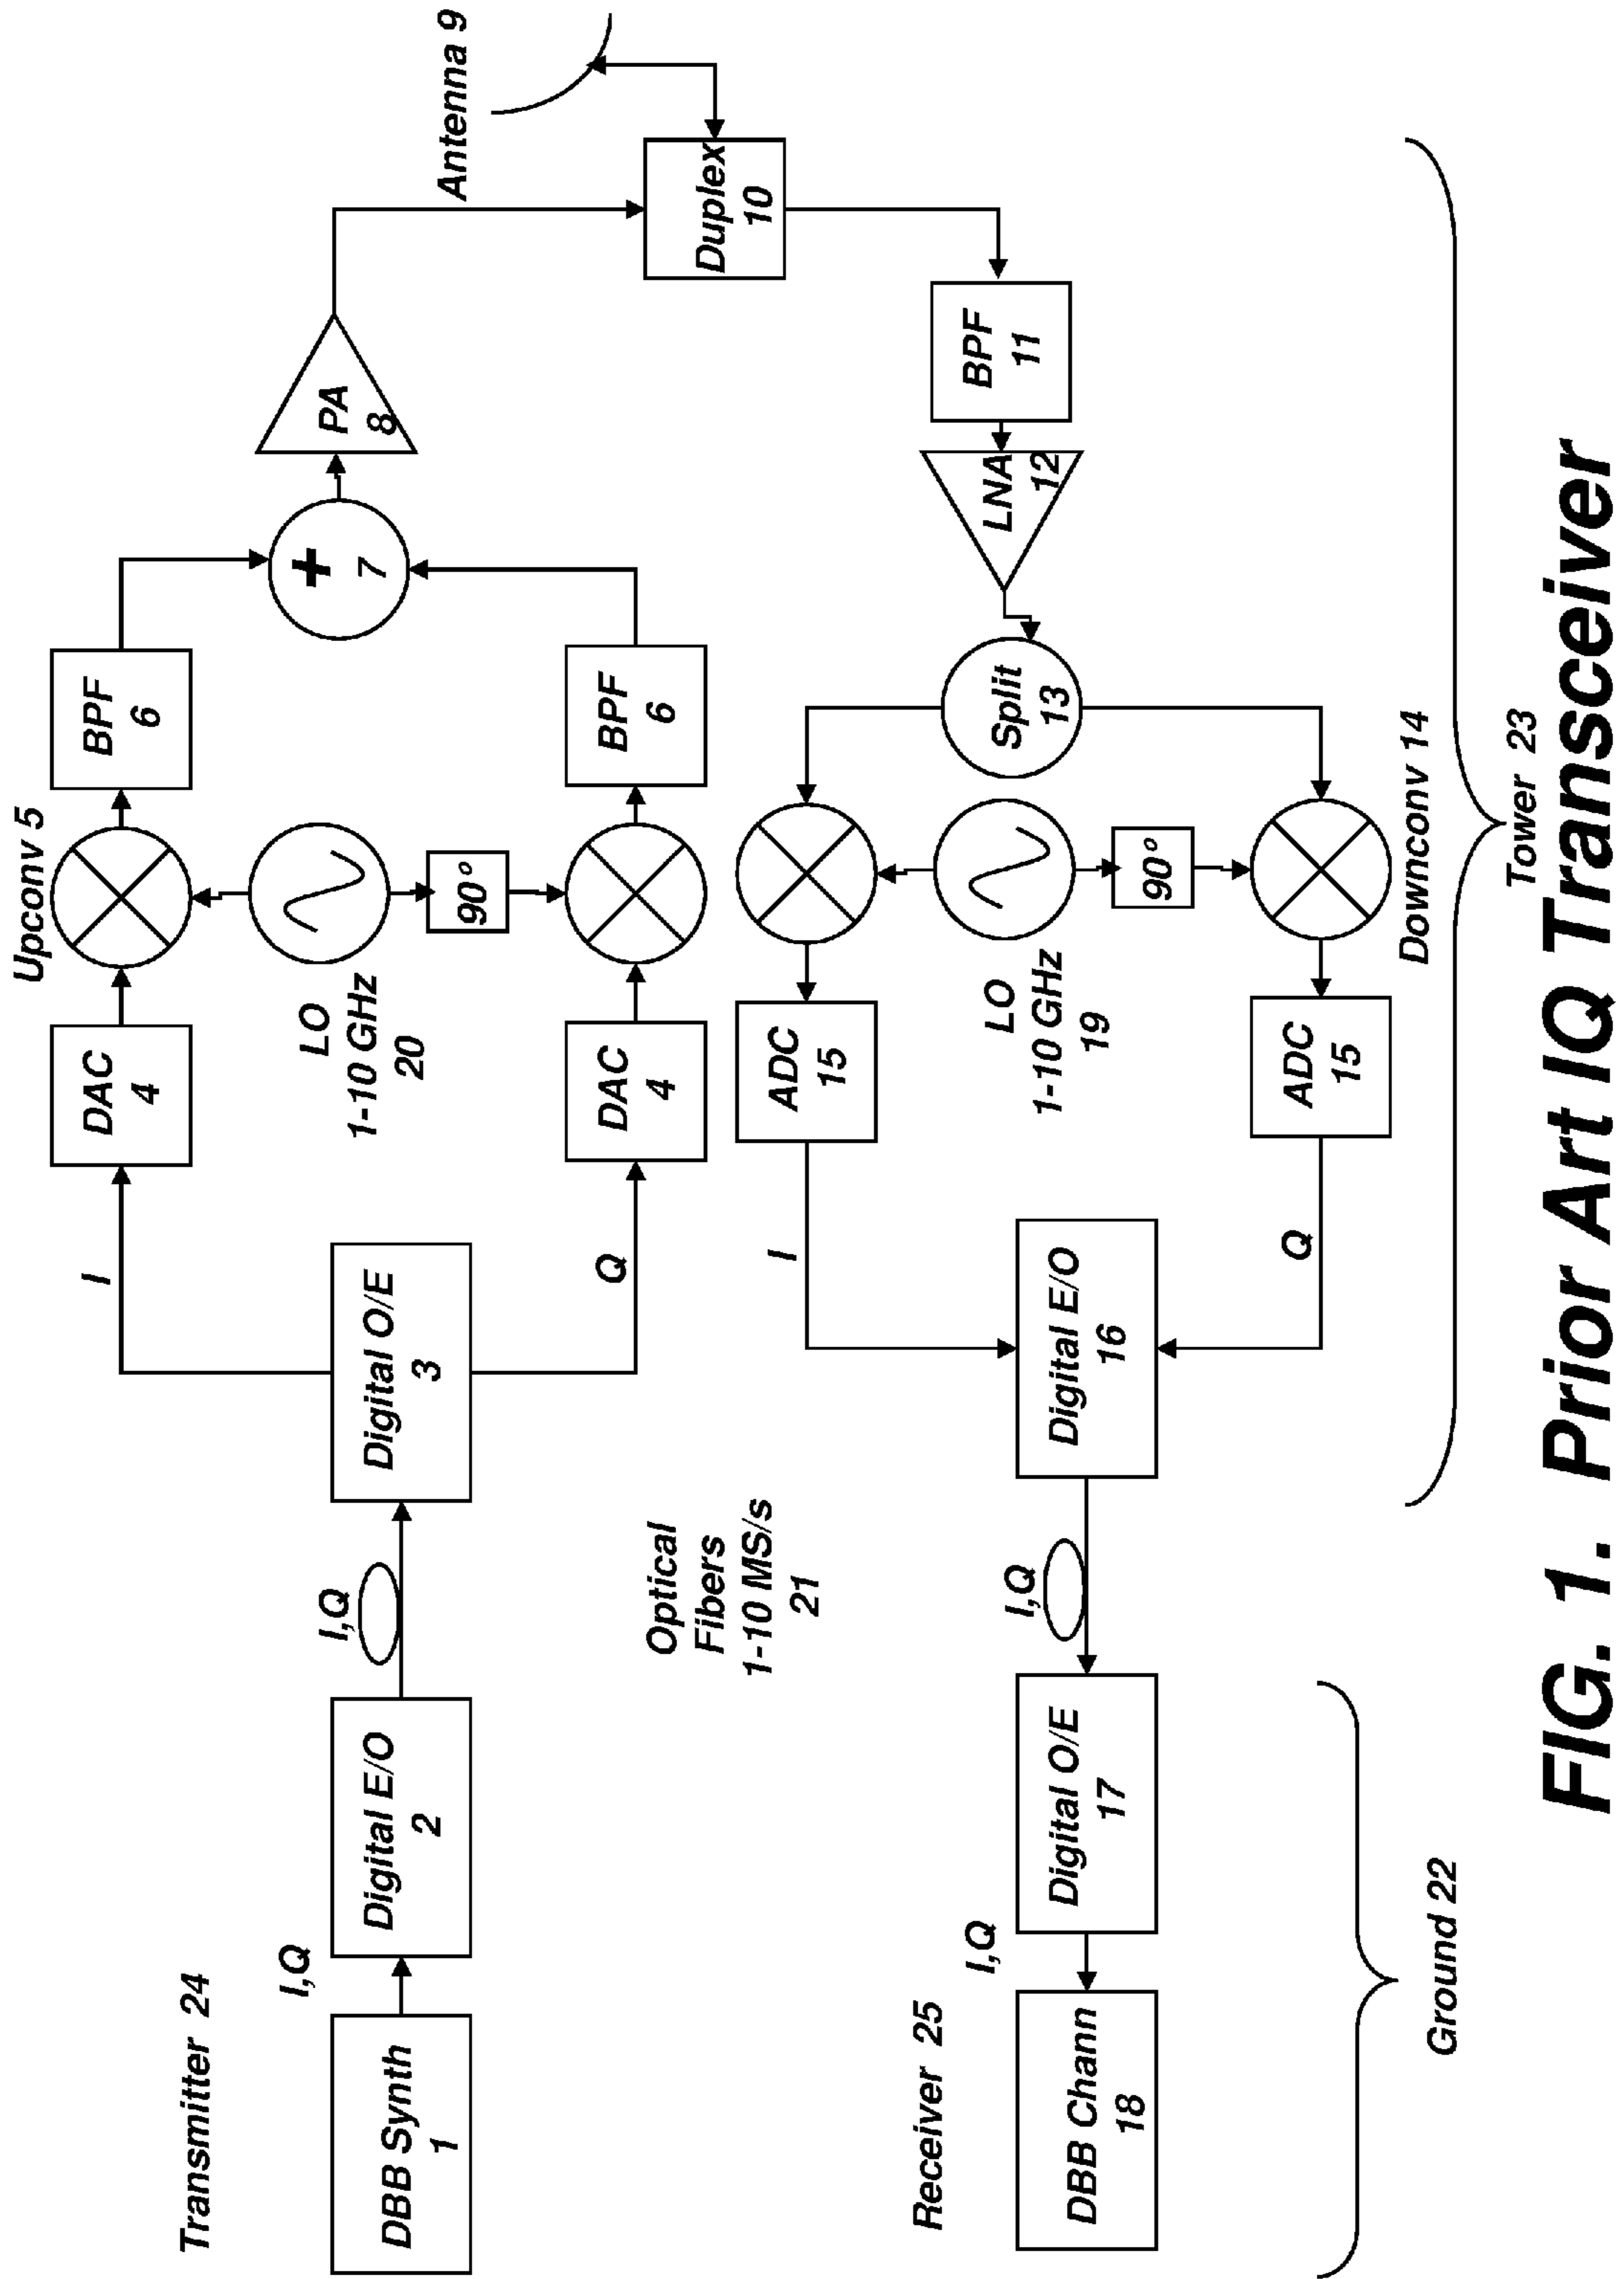 Transmitter 24
DBB Synth
1
I,Q
Digital E/O
2
I,Q
Digital O/E
3
I
Q
DAC
4
DAC
4
Upconv 5
LO
1-10 GHz
20
90°
BPF
6
BPF
6
+
7
PA
8
Antenna 9
Duplex
10
Optical
Fibers
1-10 MS/s
21
Receiver 25
DBB Chann
18
I,Q
Digital O/E
17
I,Q
Digital E/O
16
I
Q
ADC
15
ADC
15
LO
1-10 GHz
19
90°
Split
13
LNA
12
BPF
11
Downconv 14
Ground 22
Tower 23
FIG. 1. Prior Art IQ Transceiver